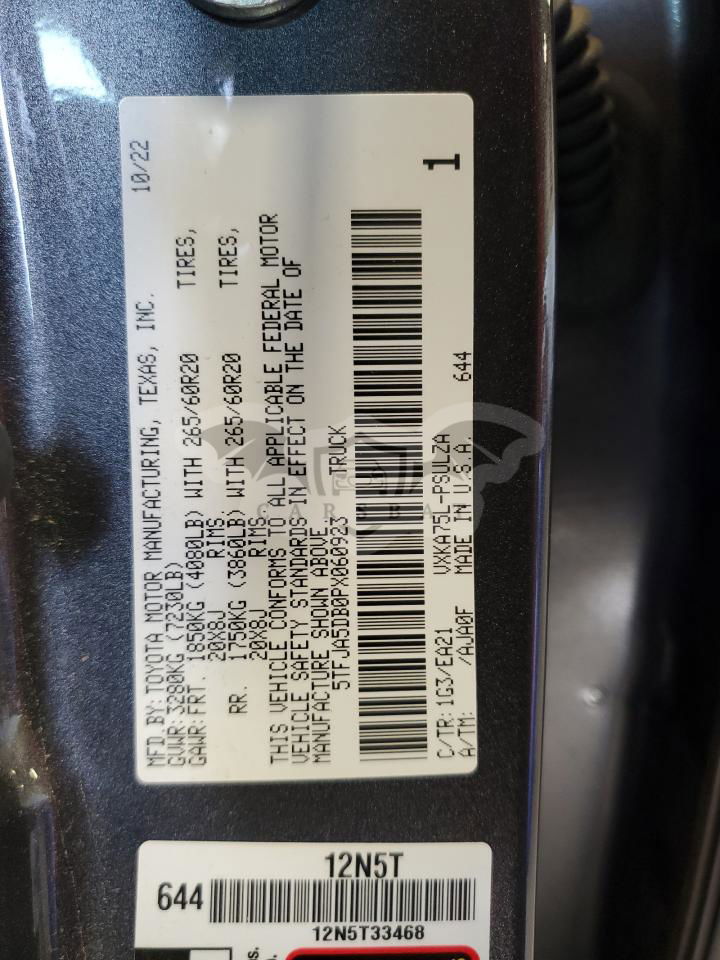 MFD.BY: TOYOTA MOTOR MANUFACTURING, TEXAS, INC. 10/22
GVWR: 3280KG (7230LB)
GAWR: FRT. 1850KG (4080LB) WITH 265/60R20 TIRES,
20X8J RIMS
RR. 1750KG (3860LB) WITH 265/60R20 TIRES,
20X8J RIMS
THIS VEHICLE CONFORMS TO ALL APPLICABLE FEDERAL MOTOR
VEHICLE SAFETY STANDARDS IN EFFECT ON THE DATE OF
MANUFACTURE SHOWN ABOVE.
5TFJA5DB0PX060923 TRUCK
1
C/TR: 1G3/EA21 VXKA75L-PSULZA 644
A/TM: /AJA0F MADE IN U.S.A.
CARSBA
12N5T
644
12N5T33468